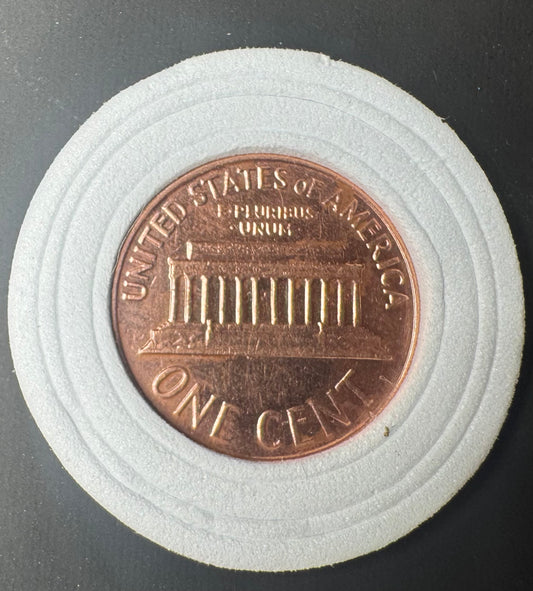 UNITED STATES OF AMERICA
E·PLURIBUS
·UNUM·
ONE CENT